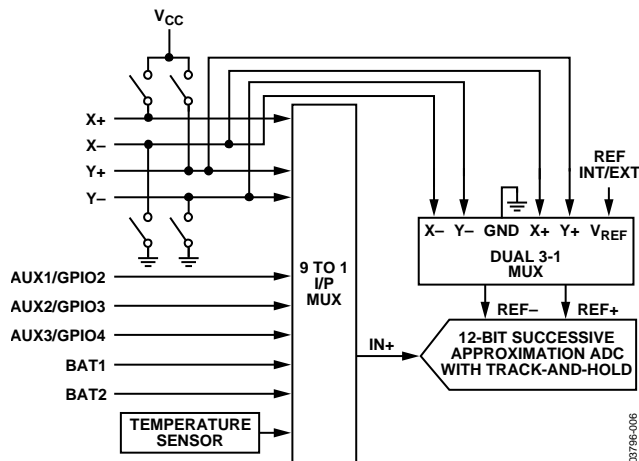 VCC
X+
X–
Y+
Y–
AUX1/GPIO2
AUX2/GPIO3
AUX3/GPIO4
BAT1
BAT2
TEMPERATURE
SENSOR
9 TO 1
I/P
MUX
REF
INT/EXT
X– Y– GND X+ Y+ VREF
DUAL 3-1
MUX
REF– REF+
IN+
12-BIT SUCCESSIVE
APPROXIMATION ADC
WITH TRACK-AND-HOLD
03796-006